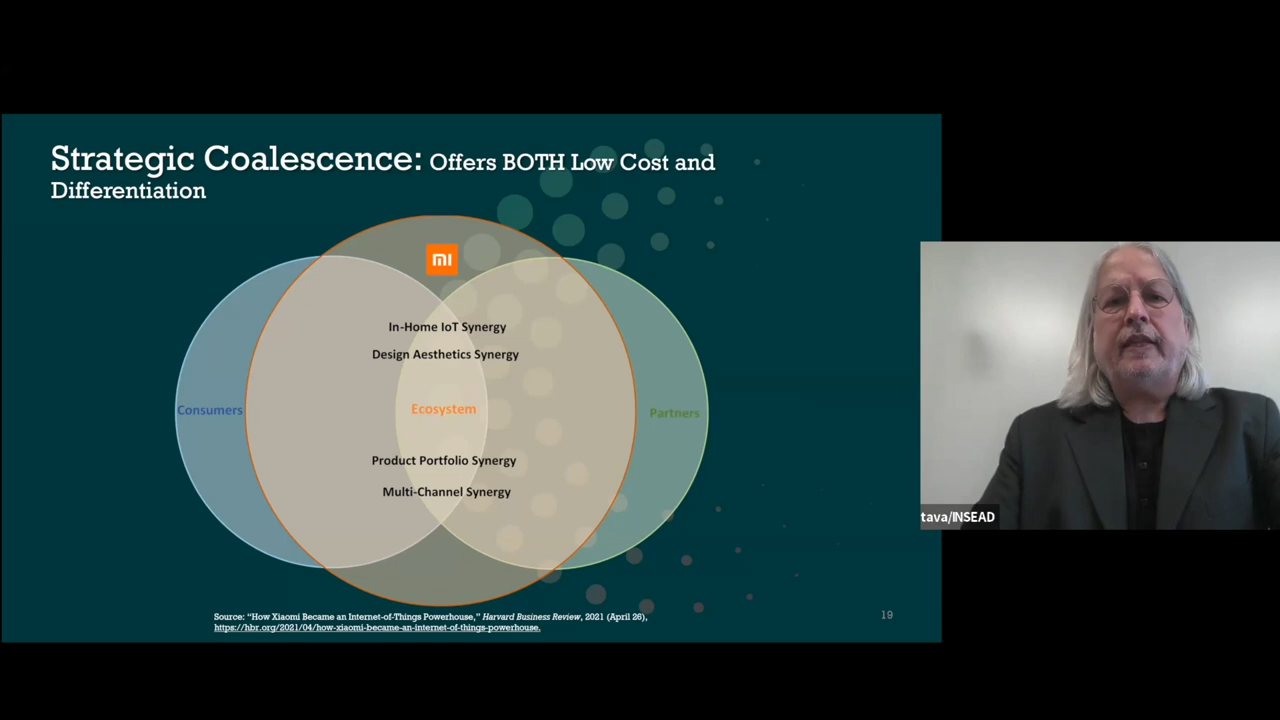 Strategic Coalescence: Offers BOTH Low Cost and
Differentiation
mi
In-Home IoT Synergy
Design Aesthetics Synergy
Consumers
Ecosystem
Partners
Product Portfolio Synergy
Multi-Channel Synergy
Source: “How Xiaomi Became an Internet-of-Things Powerhouse,” Harvard Business Review, 2021 (April 26),
https://hbr.org/2021/04/how-xiaomi-became-an-internet-of-things-powerhouse.
19
tava/INSEAD